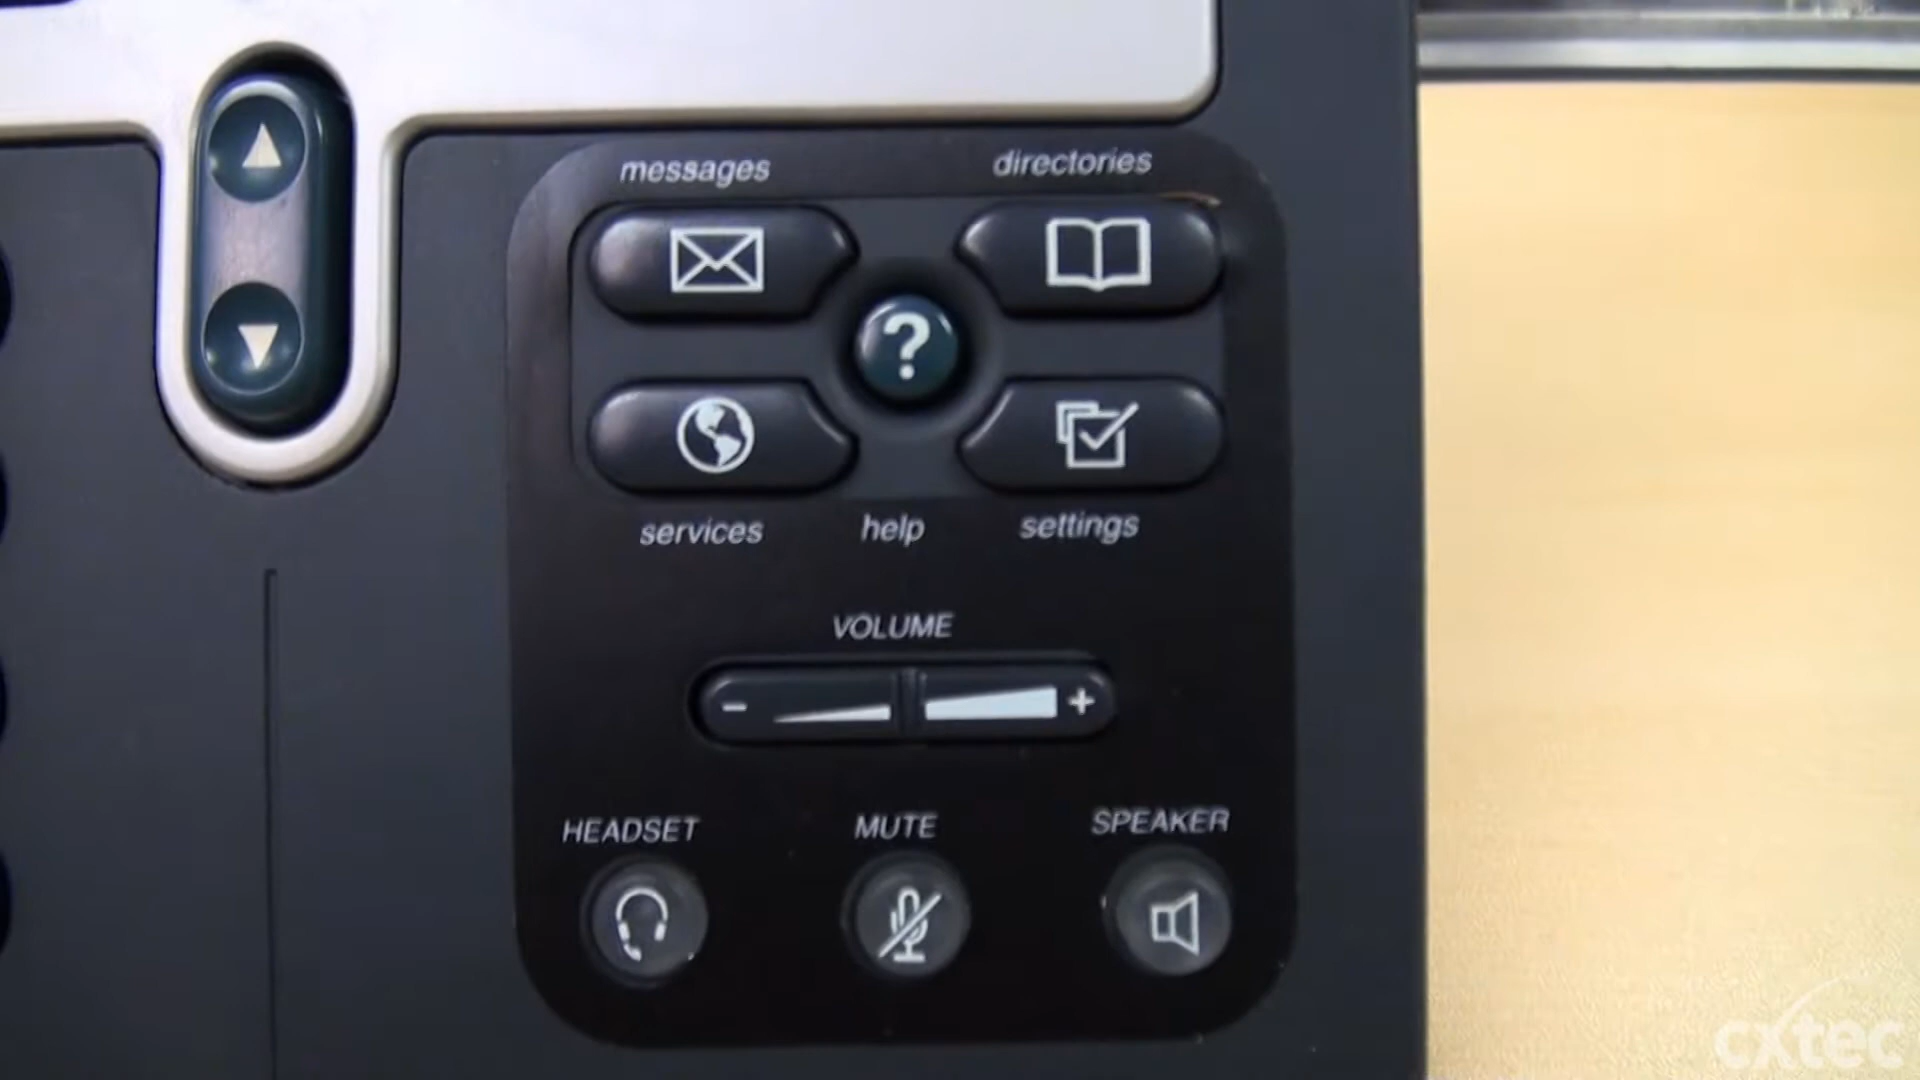 messages directories
?
services help settings
VOLUME
- +
HEADSET MUTE SPEAKER
cxtec